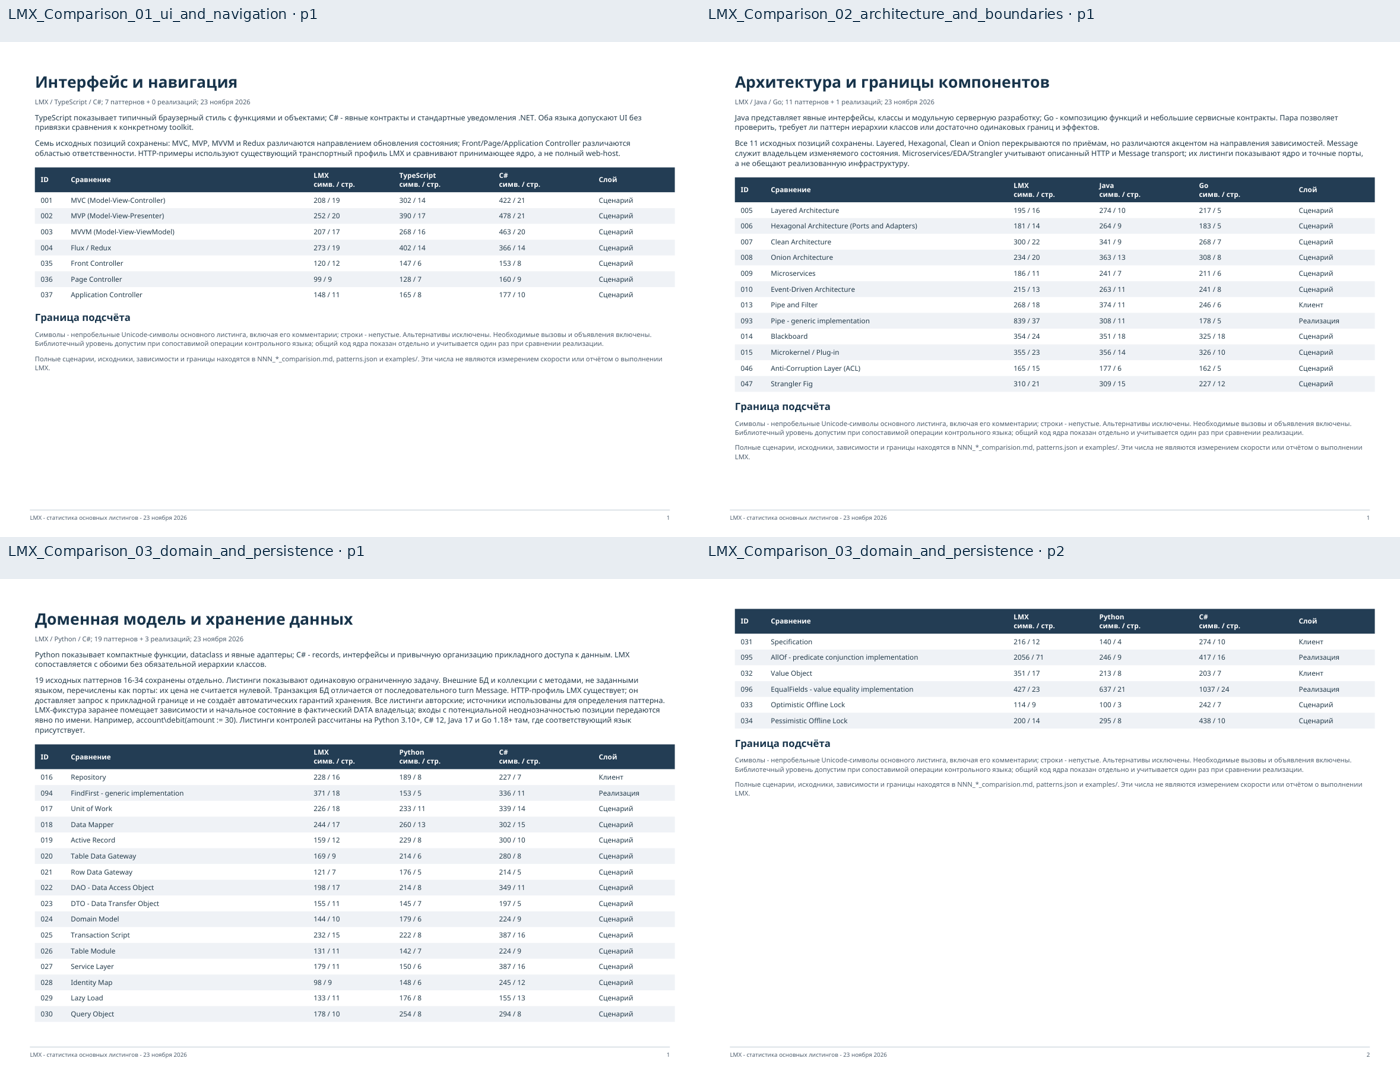 LMX_Comparison_01_ui_and_navigation · p1
Интерфейс и навигация
LMX / TypeScript / C#; 7 паттернов + 0 реализаций; 23 ноября 2026
TypeScript показывает типичный браузерный стиль с функциями и объектами; C# - явные контракты и стандартные уведомления .NET. Оба языка допускают UI без
привязки сравнения к конкретному toolkit.
Семь исходных позиций сохранены: MVC, MVP, MVVM и Redux различаются направлением обновления состояния; Front/Page/Application Controller различаются
областью ответственности. HTTP-примеры используют существующий транспортный профиль LMX и сравнивают принимающее ядро, а не полный web-host.
ID Сравнение LMX симв. / стр. TypeScript симв. / стр. C# симв. / стр. Слой
001 MVC (Model-View-Controller) 208 / 19 302 / 14 422 / 21 Сценарий
002 MVP (Model-View-Presenter) 252 / 20 390 / 17 478 / 21 Сценарий
003 MVVM (Model-View-ViewModel) 207 / 17 268 / 16 463 / 20 Сценарий
004 Flux / Redux 273 / 19 402 / 14 366 / 14 Сценарий
035 Front Controller 120 / 12 147 / 6 153 / 8 Сценарий
036 Page Controller 99 / 9 128 / 7 160 / 9 Сценарий
037 Application Controller 148 / 11 165 / 8 177 / 10 Сценарий
Граница подсчёта
Символы - непробельные Unicode-символы основного листинга, включая его комментарии; строки - непустые. Альтернативы исключены. Необходимые вызовы и объявления включены.
Библиотечный уровень допустим при сопоставимой операции контрольного языка; общий код ядра показан отдельно и учитывается один раз при сравнении реализаций.
Полные сценарии, исходники, зависимости и границы находятся в NNN_*_comparision.md, patterns.json и examples/. Эти числа не являются измерением скорости или отчётом о выполнении
LMX.
LMX - статистика основных листингов - 23 ноября 2026 1
LMX_Comparison_02_architecture_and_boundaries · p1
Архитектура и границы компонентов
LMX / Java / Go; 11 паттернов + 1 реализаций; 23 ноября 2026
Java представляет явные интерфейсы, классы и модульную серверную разработку; Go - композицию функций и небольшие сервисные контракты. Пара позволяет
проверить, требует ли паттерн иерархии классов или достаточно одинаковых границ и эффектов.
Все 11 исходных позиций сохранены. Layered, Hexagonal, Clean и Onion перекрываются по приёмам, но различаются акцентом на направления зависимостей. Message
служит владельцем изменяемого состояния. Microservices/EDA/Strangler учитывают описанный HTTP и Message transport; их листинги показывают ядро и точные порты,
а не обещают реализованную инфраструктуру.
ID Сравнение LMX симв. / стр. Java симв. / стр. Go симв. / стр. Слой
005 Layered Architecture 195 / 16 274 / 10 217 / 5 Сценарий
006 Hexagonal Architecture (Ports and Adapters) 181 / 14 264 / 9 183 / 5 Сценарий
007 Clean Architecture 300 / 22 341 / 9 268 / 7 Сценарий
008 Onion Architecture 234 / 20 363 / 13 308 / 8 Сценарий
009 Microservices 186 / 11 241 / 7 211 / 6 Сценарий
010 Event-Driven Architecture 215 / 13 263 / 11 241 / 8 Сценарий
013 Pipe and Filter 268 / 18 374 / 11 246 / 6 Клиент
093 Pipe - generic implementation 839 / 37 308 / 11 178 / 5 Реализация
014 Blackboard 354 / 24 351 / 18 325 / 18 Сценарий
015 Microkernel / Plug-in 355 / 23 356 / 14 326 / 10 Сценарий
046 Anti-Corruption Layer (ACL) 165 / 15 177 / 6 162 / 5 Сценарий
047 Strangler Fig 310 / 21 309 / 15 227 / 12 Сценарий
Граница подсчёта
Символы - непробельные Unicode-символы основного листинга, включая его комментарии; строки - непустые. Альтернативы исключены. Необходимые вызовы и объявления включены.
Библиотечный уровень допустим при сопоставимой операции контрольного языка; общий код ядра показан отдельно и учитывается один раз при сравнении реализаций.
Полные сценарии, исходники, зависимости и границы находятся в NNN_*_comparision.md, patterns.json и examples/. Эти числа не являются измерением скорости или отчётом о выполнении
LMX.
LMX - статистика основных листингов - 23 ноября 2026 1
LMX_Comparison_03_domain_and_persistence · p1
Доменная модель и хранение данных
LMX / Python / C#; 19 паттернов + 3 реализаций; 23 ноября 2026
Python показывает компактные функции, dataclass и явные адаптеры; C# - records, интерфейсы и привычную организацию прикладного доступа к данным. LMX
сопоставляется с обоими без обязательной иерархии классов.
19 исходных паттернов 16-34 сохранены отдельно. Листинги показывают одинаковую ограниченную задачу. Внешние БД и коллекции с методами, не заданными
языком, перечислены как порты: их цена не считается нулевой. Транзакция БД отличается от последовательного turn Message. HTTP-профиль LMX существует; он
доставляет запрос к прикладной границе и не создаёт автоматических гарантий хранения. Все листинги авторские; источники использованы для определения паттерна.
LMX-фикстура заранее помещает зависимости и начальное состояние в фактический DATA владельца; входы с потенциальной неоднозначностью позиции передаются
явно по имени. Например, account\debit(amount := 30). Листинги контролей рассчитаны на Python 3.10+, C# 12, Java 17 и Go 1.18+ там, где соответствующий язык
присутствует.
ID Сравнение LMX симв. / стр. Python симв. / стр. C# симв. / стр. Слой
016 Repository 228 / 16 189 / 8 227 / 7 Клиент
094 FindFirst - generic implementation 371 / 18 153 / 5 336 / 11 Реализация
017 Unit of Work 226 / 18 233 / 11 339 / 14 Сценарий
018 Data Mapper 244 / 17 260 / 13 302 / 15 Сценарий
019 Active Record 159 / 12 229 / 8 300 / 10 Сценарий
020 Table Data Gateway 169 / 9 214 / 6 280 / 8 Сценарий
021 Row Data Gateway 121 / 7 176 / 5 214 / 5 Сценарий
022 DAO - Data Access Object 198 / 17 214 / 8 349 / 11 Сценарий
023 DTO - Data Transfer Object 155 / 11 145 / 7 197 / 5 Сценарий
024 Domain Model 144 / 10 179 / 6 224 / 9 Сценарий
025 Transaction Script 232 / 15 222 / 8 387 / 16 Сценарий
026 Table Module 131 / 11 142 / 7 224 / 9 Сценарий
027 Service Layer 179 / 11 150 / 6 387 / 16 Сценарий
028 Identity Map 98 / 9 148 / 6 245 / 12 Сценарий
029 Lazy Load 133 / 11 176 / 8 155 / 13 Сценарий
030 Query Object 178 / 10 254 / 8 294 / 8 Сценарий
LMX - статистика основных листингов - 23 ноября 2026 1
LMX_Comparison_03_domain_and_persistence · p2
ID Сравнение LMX симв. / стр. Python симв. / стр. C# симв. / стр. Слой
031 Specification 216 / 12 140 / 4 274 / 10 Клиент
095 AllOf - predicate conjunction implementation 2056 / 71 246 / 9 417 / 16 Реализация
032 Value Object 351 / 17 213 / 8 203 / 7 Клиент
096 EqualFields - value equality implementation 427 / 23 637 / 21 1037 / 24 Реализация
033 Optimistic Offline Lock 114 / 9 100 / 3 242 / 7 Сценарий
034 Pessimistic Offline Lock 200 / 14 295 / 8 438 / 10 Сценарий
Граница подсчёта
Символы - непробельные Unicode-символы основного листинга, включая его комментарии; строки - непустые. Альтернативы исключены. Необходимые вызовы и объявления включены.
Библиотечный уровень допустим при сопоставимой операции контрольного языка; общий код ядра показан отдельно и учитывается один раз при сравнении реализаций.
Полные сценарии, исходники, зависимости и границы находятся в NNN_*_comparision.md, patterns.json и examples/. Эти числа не являются измерением скорости или отчётом о выполнении
LMX.
LMX - статистика основных листингов - 23 ноября 2026 2